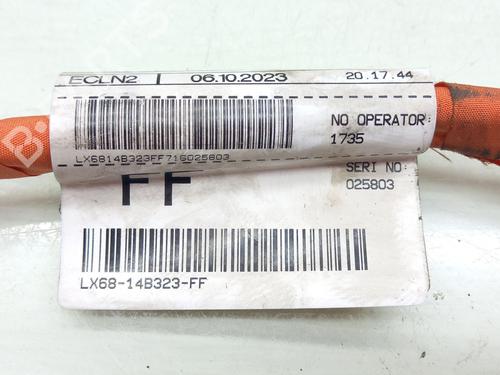 ECLN2 | 06.10.2023 20.17.44
NO OPERATOR:
1735
LX6814B323FF716025803
SERI NO:
025803
FF
LX68-14B323-FF